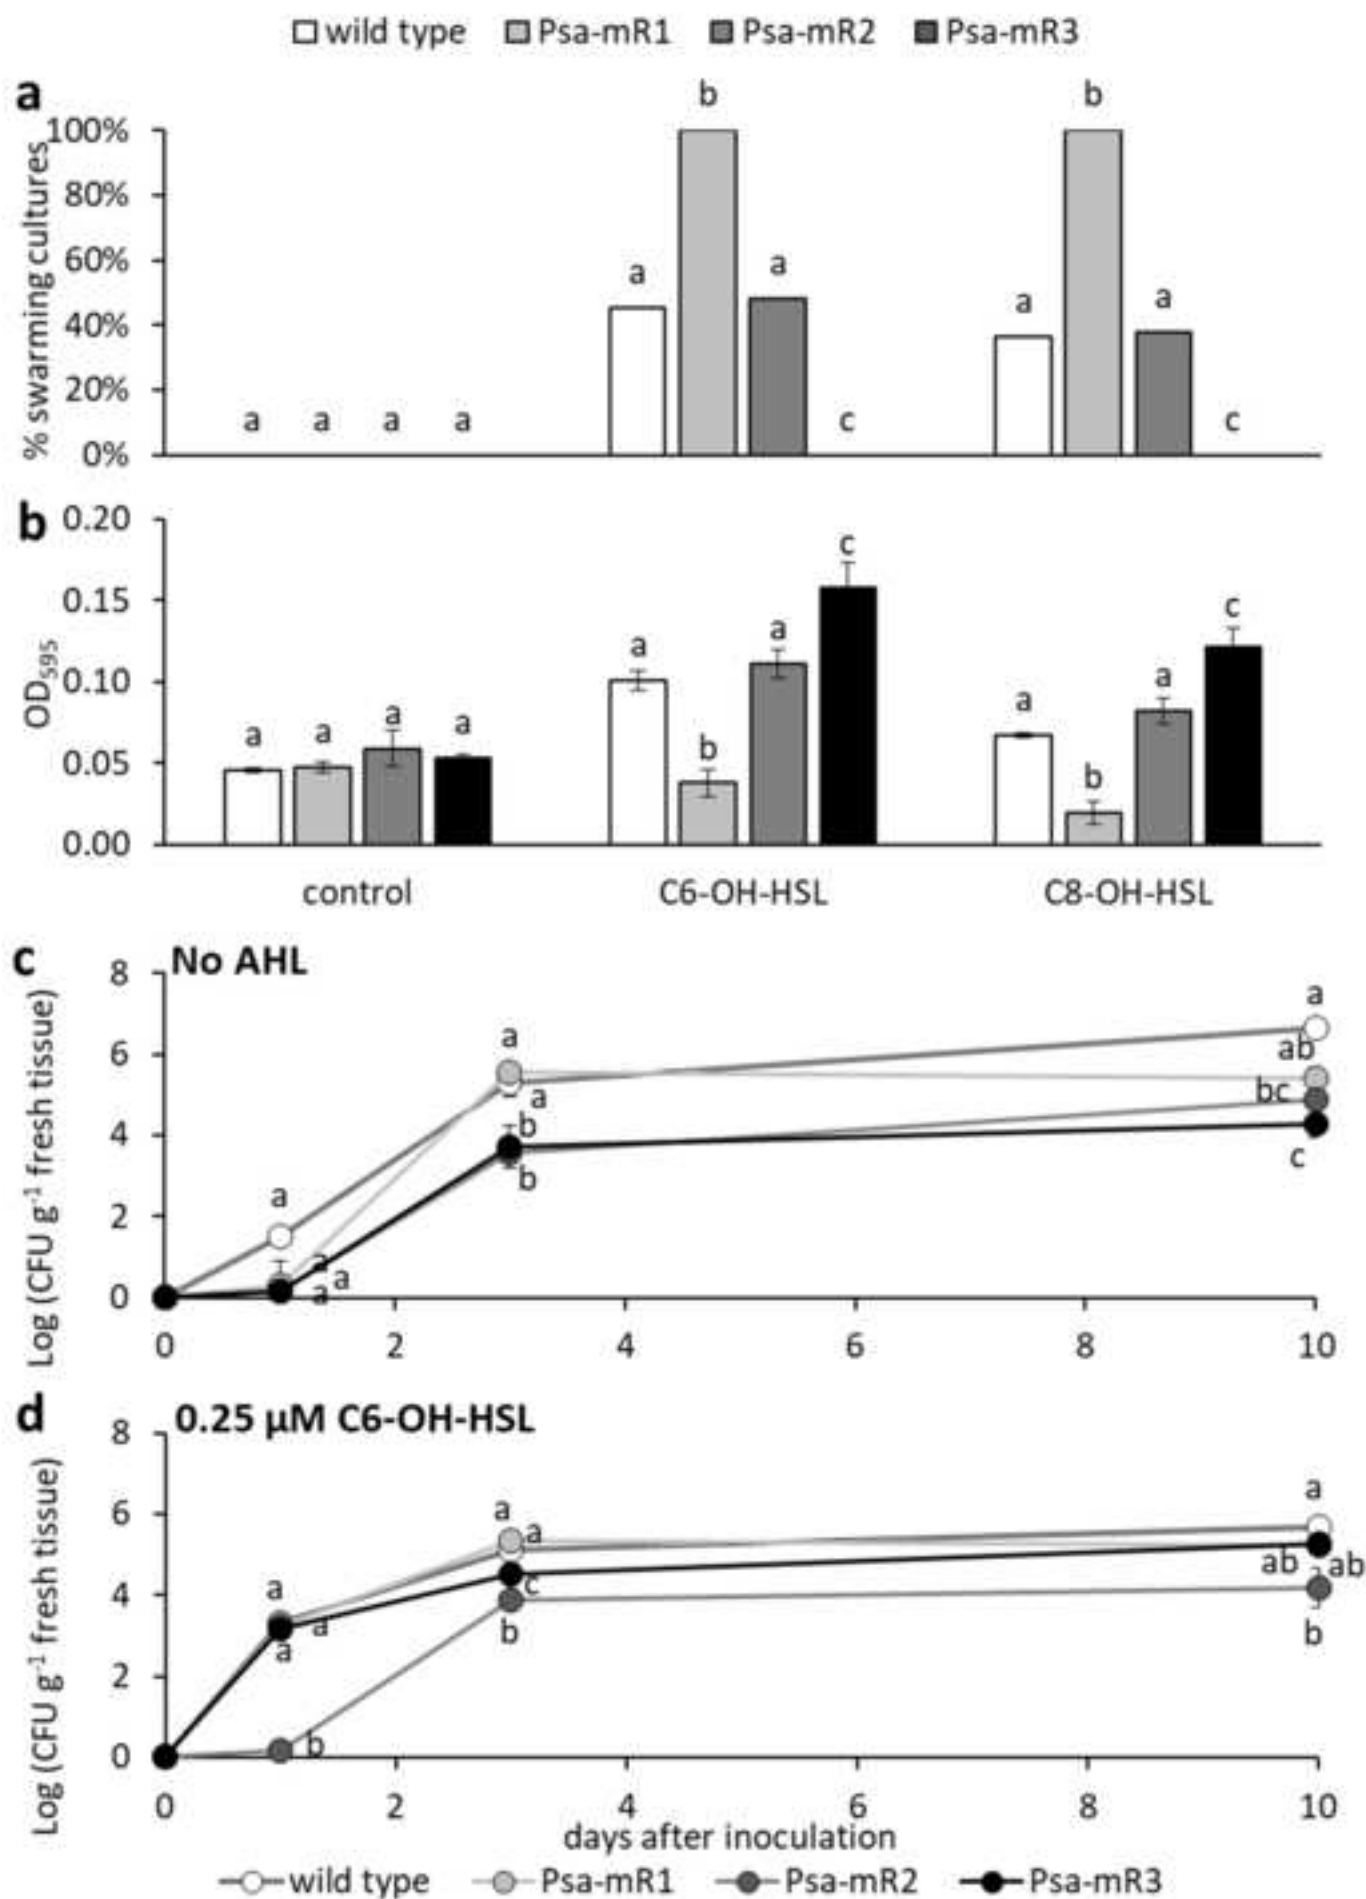 wild type Psa-mR1 Psa-mR2 Psa-mR3
a
b b
100%
80%
60%
40%
20%
0%
% swarming cultures
a a a a
a a c
a a c
b
0.20
0.15
0.10
0.05
0.00
OD595
a a a a
a b a c
a b a c
control C6-OH-HSL C8-OH-HSL
c No AHL
8
6
4
2
0
Log (CFU g-1 fresh tissue)
a
a a a
a
a
b
b
a
ab
bc
c
0 2 4 6 8 10
d 0.25 µM C6-OH-HSL
8
6
4
2
0
Log (CFU g-1 fresh tissue)
a
a
a
b
a
a
c
b
a
ab ab
b
0 2 4 6 8 10
days after inoculation
wild type Psa-mR1 Psa-mR2 Psa-mR3